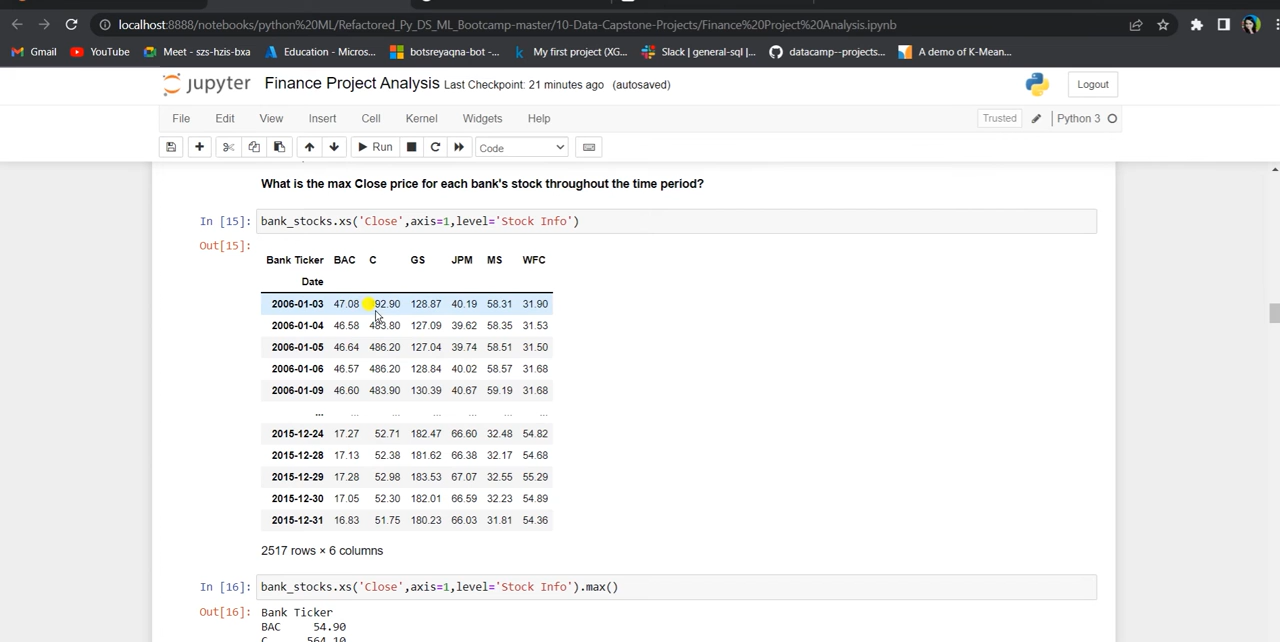 localhost:8888/notebooks/python%20ML/Refactored_Py_DS_ML_Bootcamp-master/10-Data-Capstone-Projects/Finance%20Project%20Analysis.ipynb
Gmail YouTube Meet - szs-hzis-bxa Education - Micros... botsreyaqna-bot -... My first project (XG... Slack | general-sql |... datacamp--projects... A demo of K-Mean...
jupyter Finance Project Analysis Last Checkpoint: 21 minutes ago (autosaved) Logout
File Edit View Insert Cell Kernel Widgets Help Trusted Python 3
Run Code
What is the max Close price for each bank's stock throughout the time period?
In [15]: bank_stocks.xs('Close',axis=1,level='Stock Info')
Out[15]:
Bank Ticker BAC C GS JPM MS WFC
Date
2006-01-03 47.08 92.90 128.87 40.19 58.31 31.90
2006-01-04 46.58 483.80 127.09 39.62 58.35 31.53
2006-01-05 46.64 486.20 127.04 39.74 58.51 31.50
2006-01-06 46.57 486.20 128.84 40.02 58.57 31.68
2006-01-09 46.60 483.90 130.39 40.67 59.19 31.68
... ... ... ... ... ... ...
2015-12-24 17.27 52.71 182.47 66.60 32.48 54.82
2015-12-28 17.13 52.38 181.62 66.38 32.17 54.68
2015-12-29 17.28 52.98 183.53 67.07 32.55 55.29
2015-12-30 17.05 52.30 182.01 66.59 32.23 54.89
2015-12-31 16.83 51.75 180.23 66.03 31.81 54.36
2517 rows × 6 columns
In [16]: bank_stocks.xs('Close',axis=1,level='Stock Info').max()
Out[16]: Bank Ticker
BAC 54.90
C 564.10